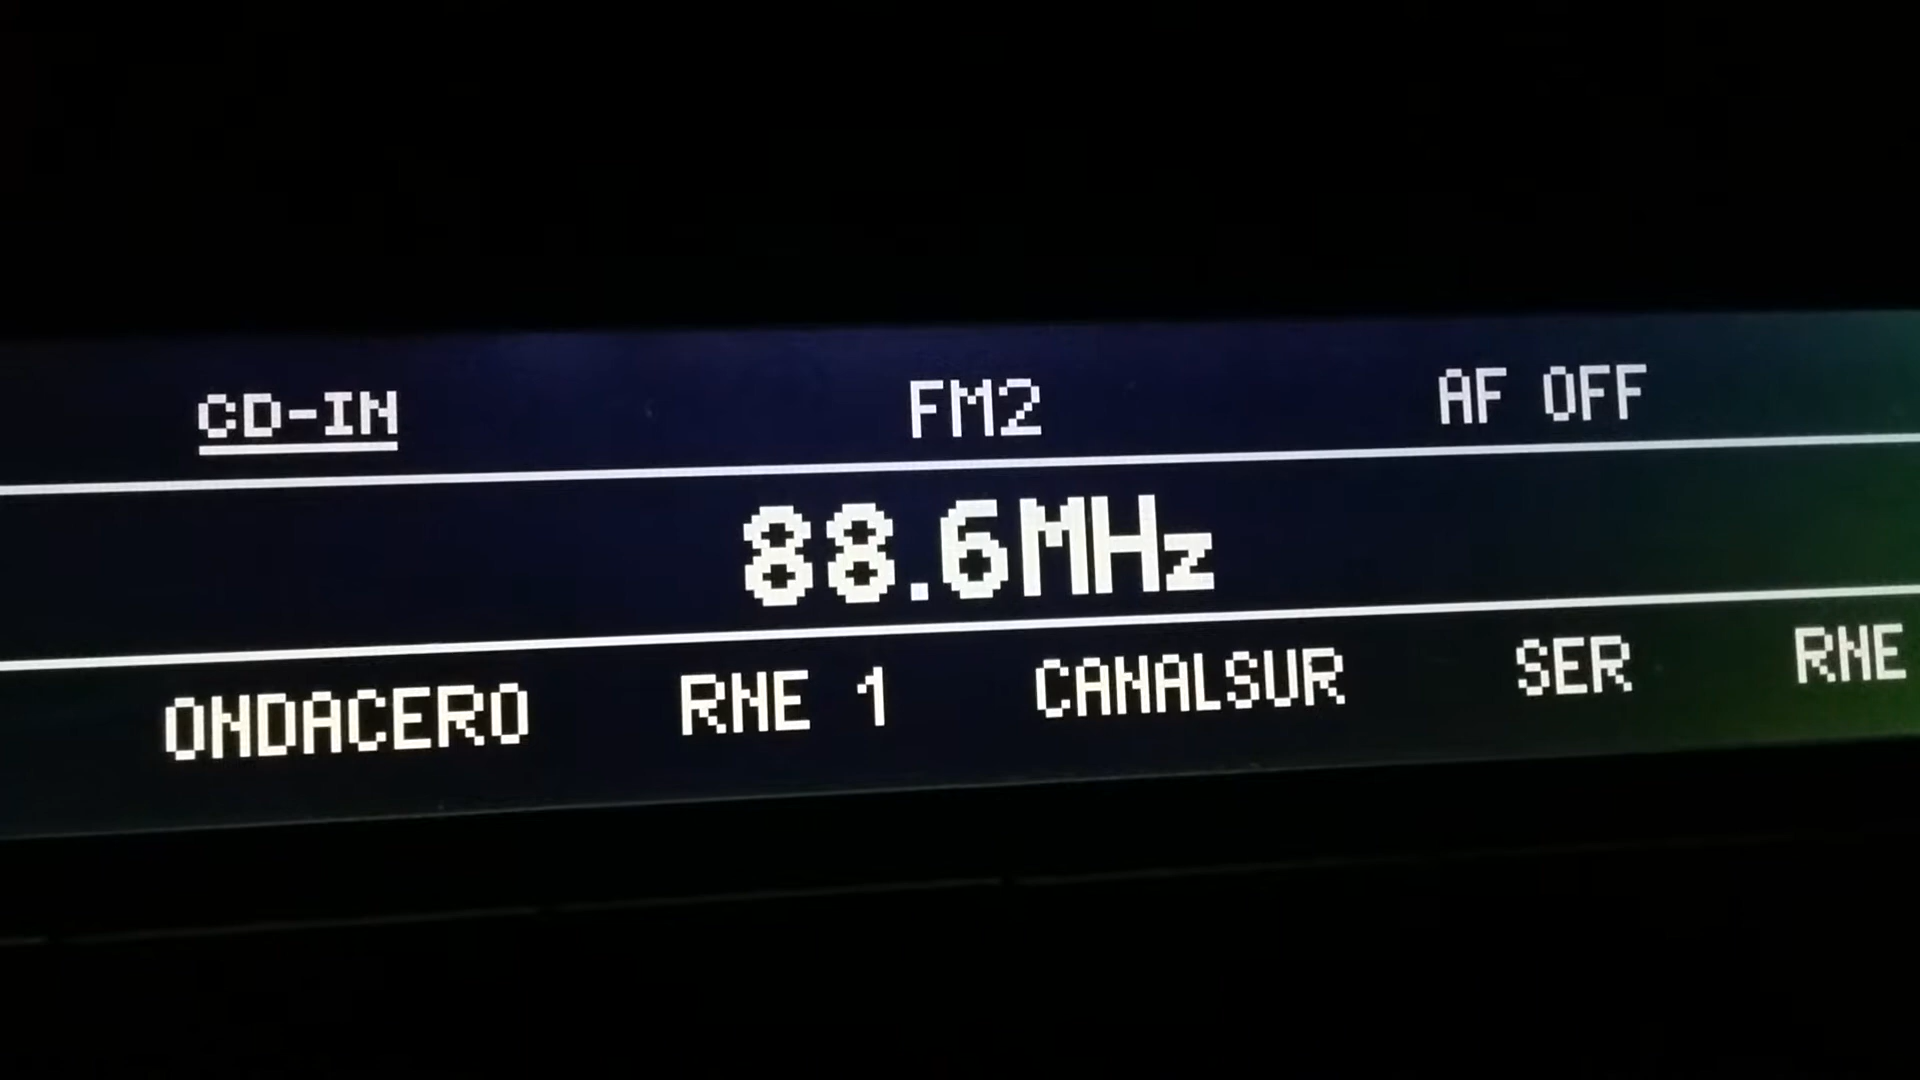 CD-IN FM2 AF OFF
88.6MHz
ONDACERO RNE 1 CANALSUR SER RNE